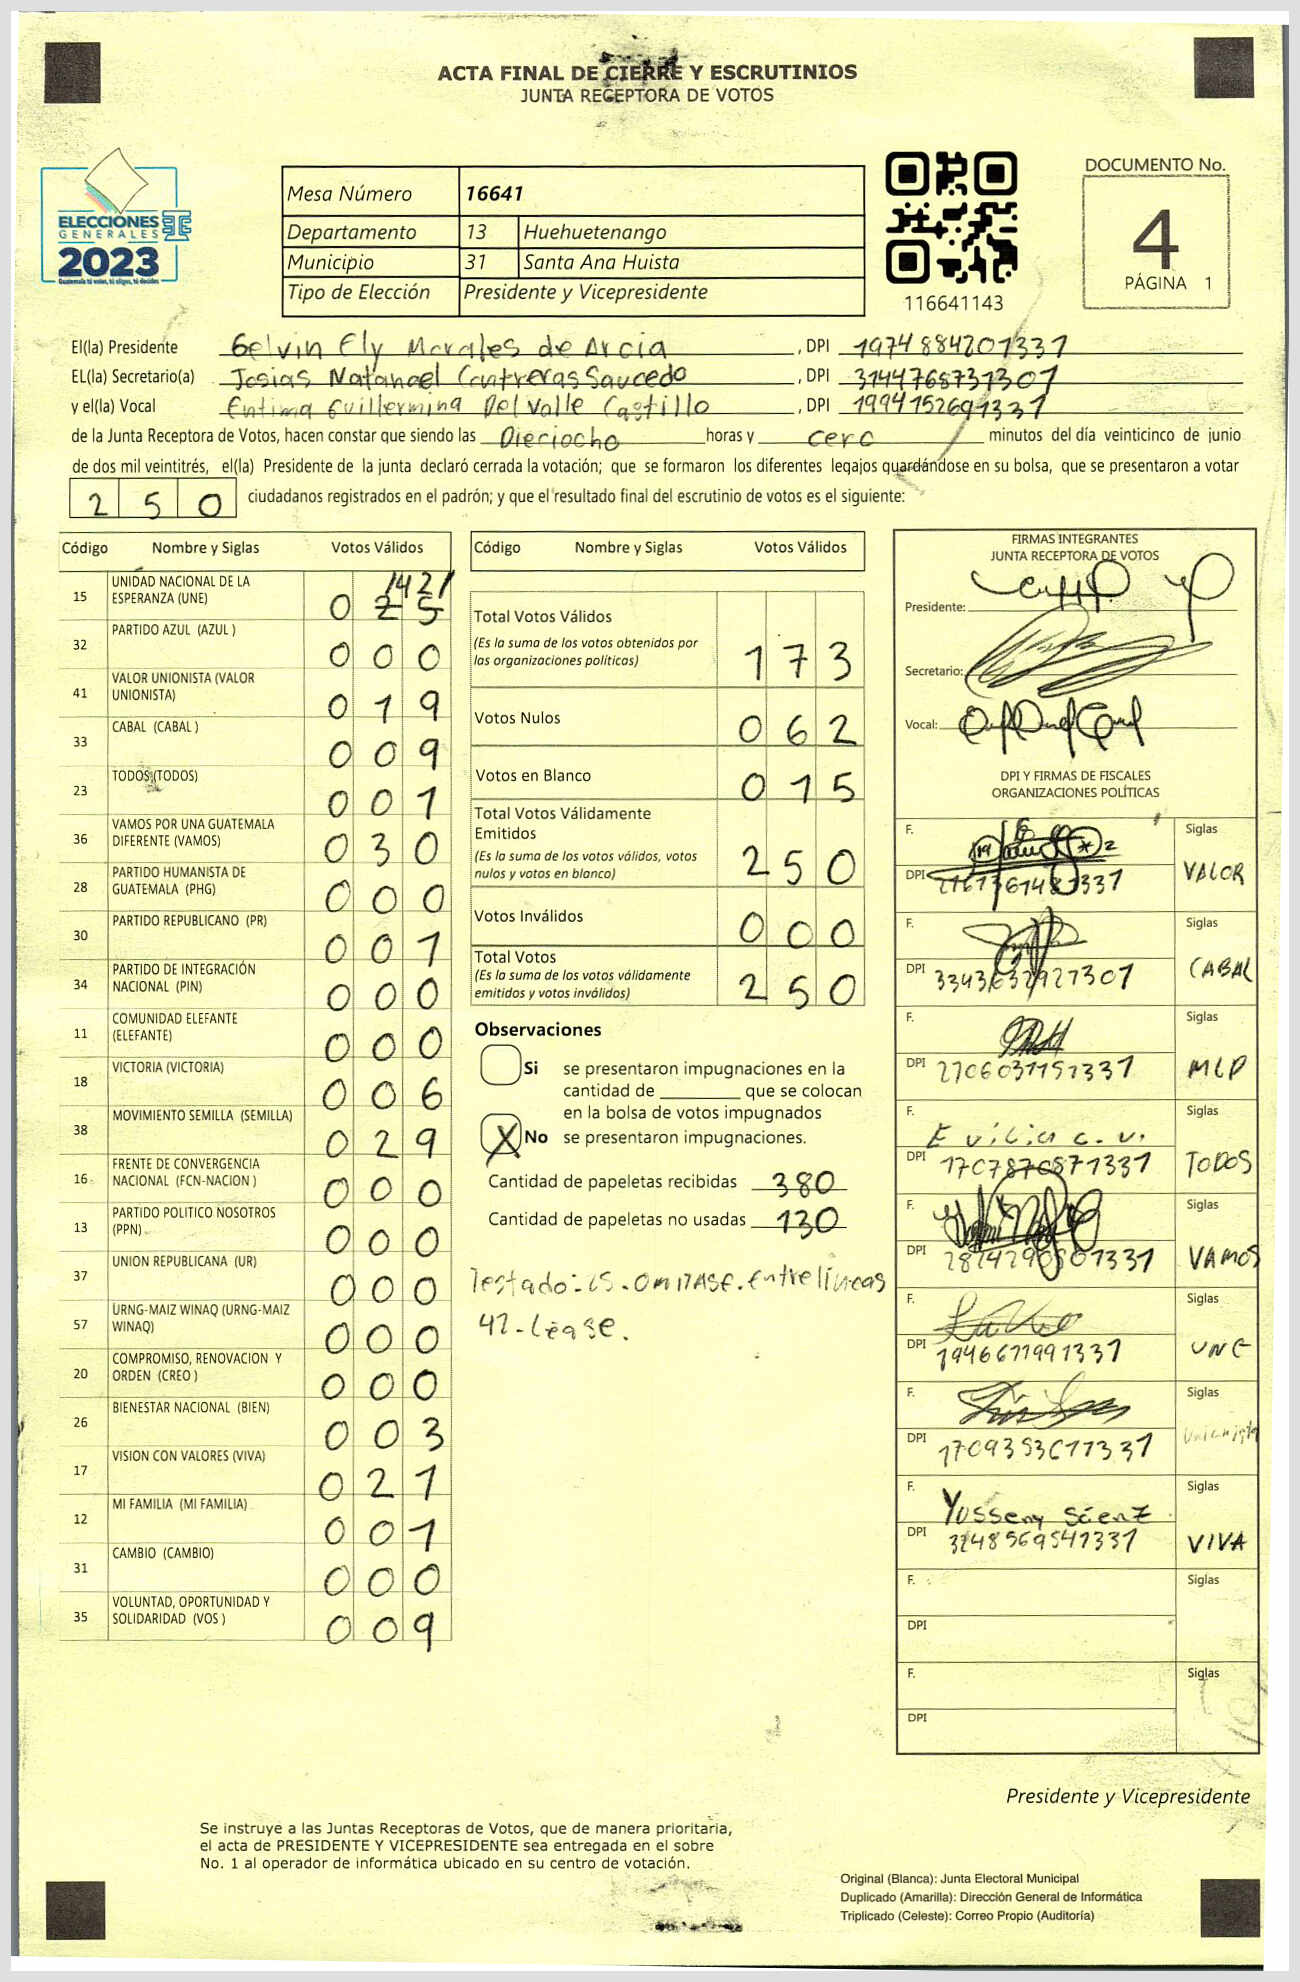 ACTA FINAL DE CIERRE Y ESCRUTINIOS
JUNTA RECEPTORA DE VOTOS
ELECCIONES
GENERALES
2023
Guatemala tú votas, tú eliges, tú decides
Mesa Número 16641
Departamento 13 Huehuetenango
Municipio 31 Santa Ana Huista
Tipo de Elección Presidente y Vicepresidente
116641143
DOCUMENTO No.
4
PÁGINA 1
El(la) Presidente Gelvin Ely Morales de Arcia, DPI 1974884201331
EL(la) Secretario(a) Josias Natanael Contreras Saucedo, DPI 3144768731301
y el(la) Vocal Guillermina Del Valle Castillo, DPI 1994152691331
de la Junta Receptora de Votos, hacen constar que siendo las Dieciocho horas y cero minutos del día veinticinco de junio
de dos mil veintitrés, el(la) Presidente de la junta declaró cerrada la votación; que se formaron los diferentes legajos guardándose en su bolsa, que se presentaron a votar
250 ciudadanos registrados en el padrón; y que el resultado final del escrutinio de votos es el siguiente:
Código Nombre y Siglas Votos Válidos
15 UNIDAD NACIONAL DE LA ESPERANZA (UNE) 0 25 /42/
32 PARTIDO AZUL (AZUL ) 0 0 0
41 VALOR UNIONISTA (VALOR UNIONISTA) 0 1 9
33 CABAL (CABAL ) 0 0 9
23 TODOS (TODOS) 0 0 1
36 VAMOS POR UNA GUATEMALA DIFERENTE (VAMOS) 0 3 0
28 PARTIDO HUMANISTA DE GUATEMALA (PHG) 0 0 0
30 PARTIDO REPUBLICANO (PR) 0 0 1
34 PARTIDO DE INTEGRACIÓN NACIONAL (PIN) 0 0 0
11 COMUNIDAD ELEFANTE (ELEFANTE) 0 0 0
18 VICTORIA (VICTORIA) 0 0 6
38 MOVIMIENTO SEMILLA (SEMILLA) 0 2 9
16 FRENTE DE CONVERGENCIA NACIONAL (FCN-NACION ) 0 0 0
13 PARTIDO POLITICO NOSOTROS (PPN) 0 0 0
37 UNION REPUBLICANA (UR) 0 0 0
57 URNG-MAIZ WINAQ (URNG-MAIZ WINAQ) 0 0 0
20 COMPROMISO, RENOVACION Y ORDEN (CREO ) 0 0 0
26 BIENESTAR NACIONAL (BIEN) 0 0 3
17 VISION CON VALORES (VIVA) 0 2 1
12 MI FAMILIA (MI FAMILIA) 0 0 1
31 CAMBIO (CAMBIO) 0 0 0
35 VOLUNTAD, OPORTUNIDAD Y SOLIDARIDAD (VOS ) 0 0 9
Código Nombre y Siglas Votos Válidos
Total Votos Válidos
(Es la suma de los votos obtenidos por
las organizaciones políticas) 1 7 3
Votos Nulos 0 6 2
Votos en Blanco 0 1 5
Total Votos Válidamente
Emitidos
(Es la suma de los votos válidos, votos
nulos y votos en blanco) 2 5 0
Votos Inválidos 0 0 0
Total Votos
(Es la suma de los votos válidamente
emitidos y votos inválidos) 2 5 0
Observaciones
Si se presentaron impugnaciones en la
cantidad de ________ que se colocan
en la bolsa de votos impugnados
X No se presentaron impugnaciones.
Cantidad de papeletas recibidas 380
Cantidad de papeletas no usadas 130
Testado-25-OMITASE. Entrelíneas
42-Léase.
FIRMAS INTEGRANTES
JUNTA RECEPTORA DE VOTOS
Presidente:
Secretario:
Vocal:
DPI Y FIRMAS DE FISCALES
ORGANIZACIONES POLÍTICAS
F. Siglas
DPI VALOR
F. Siglas
DPI CABAL
F. Siglas
DPI 2706031151331 MLP
F. Siglas
DPI 1707870871331 TODOS
F. Siglas
DPI VAMOS
F. Siglas
DPI 1946671991331 UNE
F. Siglas
DPI 1709353611331 Unionista
F. Yusseny Sáenz Siglas
DPI 3248569541331 VIVA
F. Siglas
DPI
F. Siglas
DPI
Presidente y Vicepresidente
Se instruye a las Juntas Receptoras de Votos, que de manera prioritaria,
el acta de PRESIDENTE Y VICEPRESIDENTE sea entregada en el sobre
No. 1 al operador de informática ubicado en su centro de votación.
Original (Blanca): Junta Electoral Municipal
Duplicado (Amarilla): Dirección General de Informática
Triplicado (Celeste): Correo Propio (Auditoría)